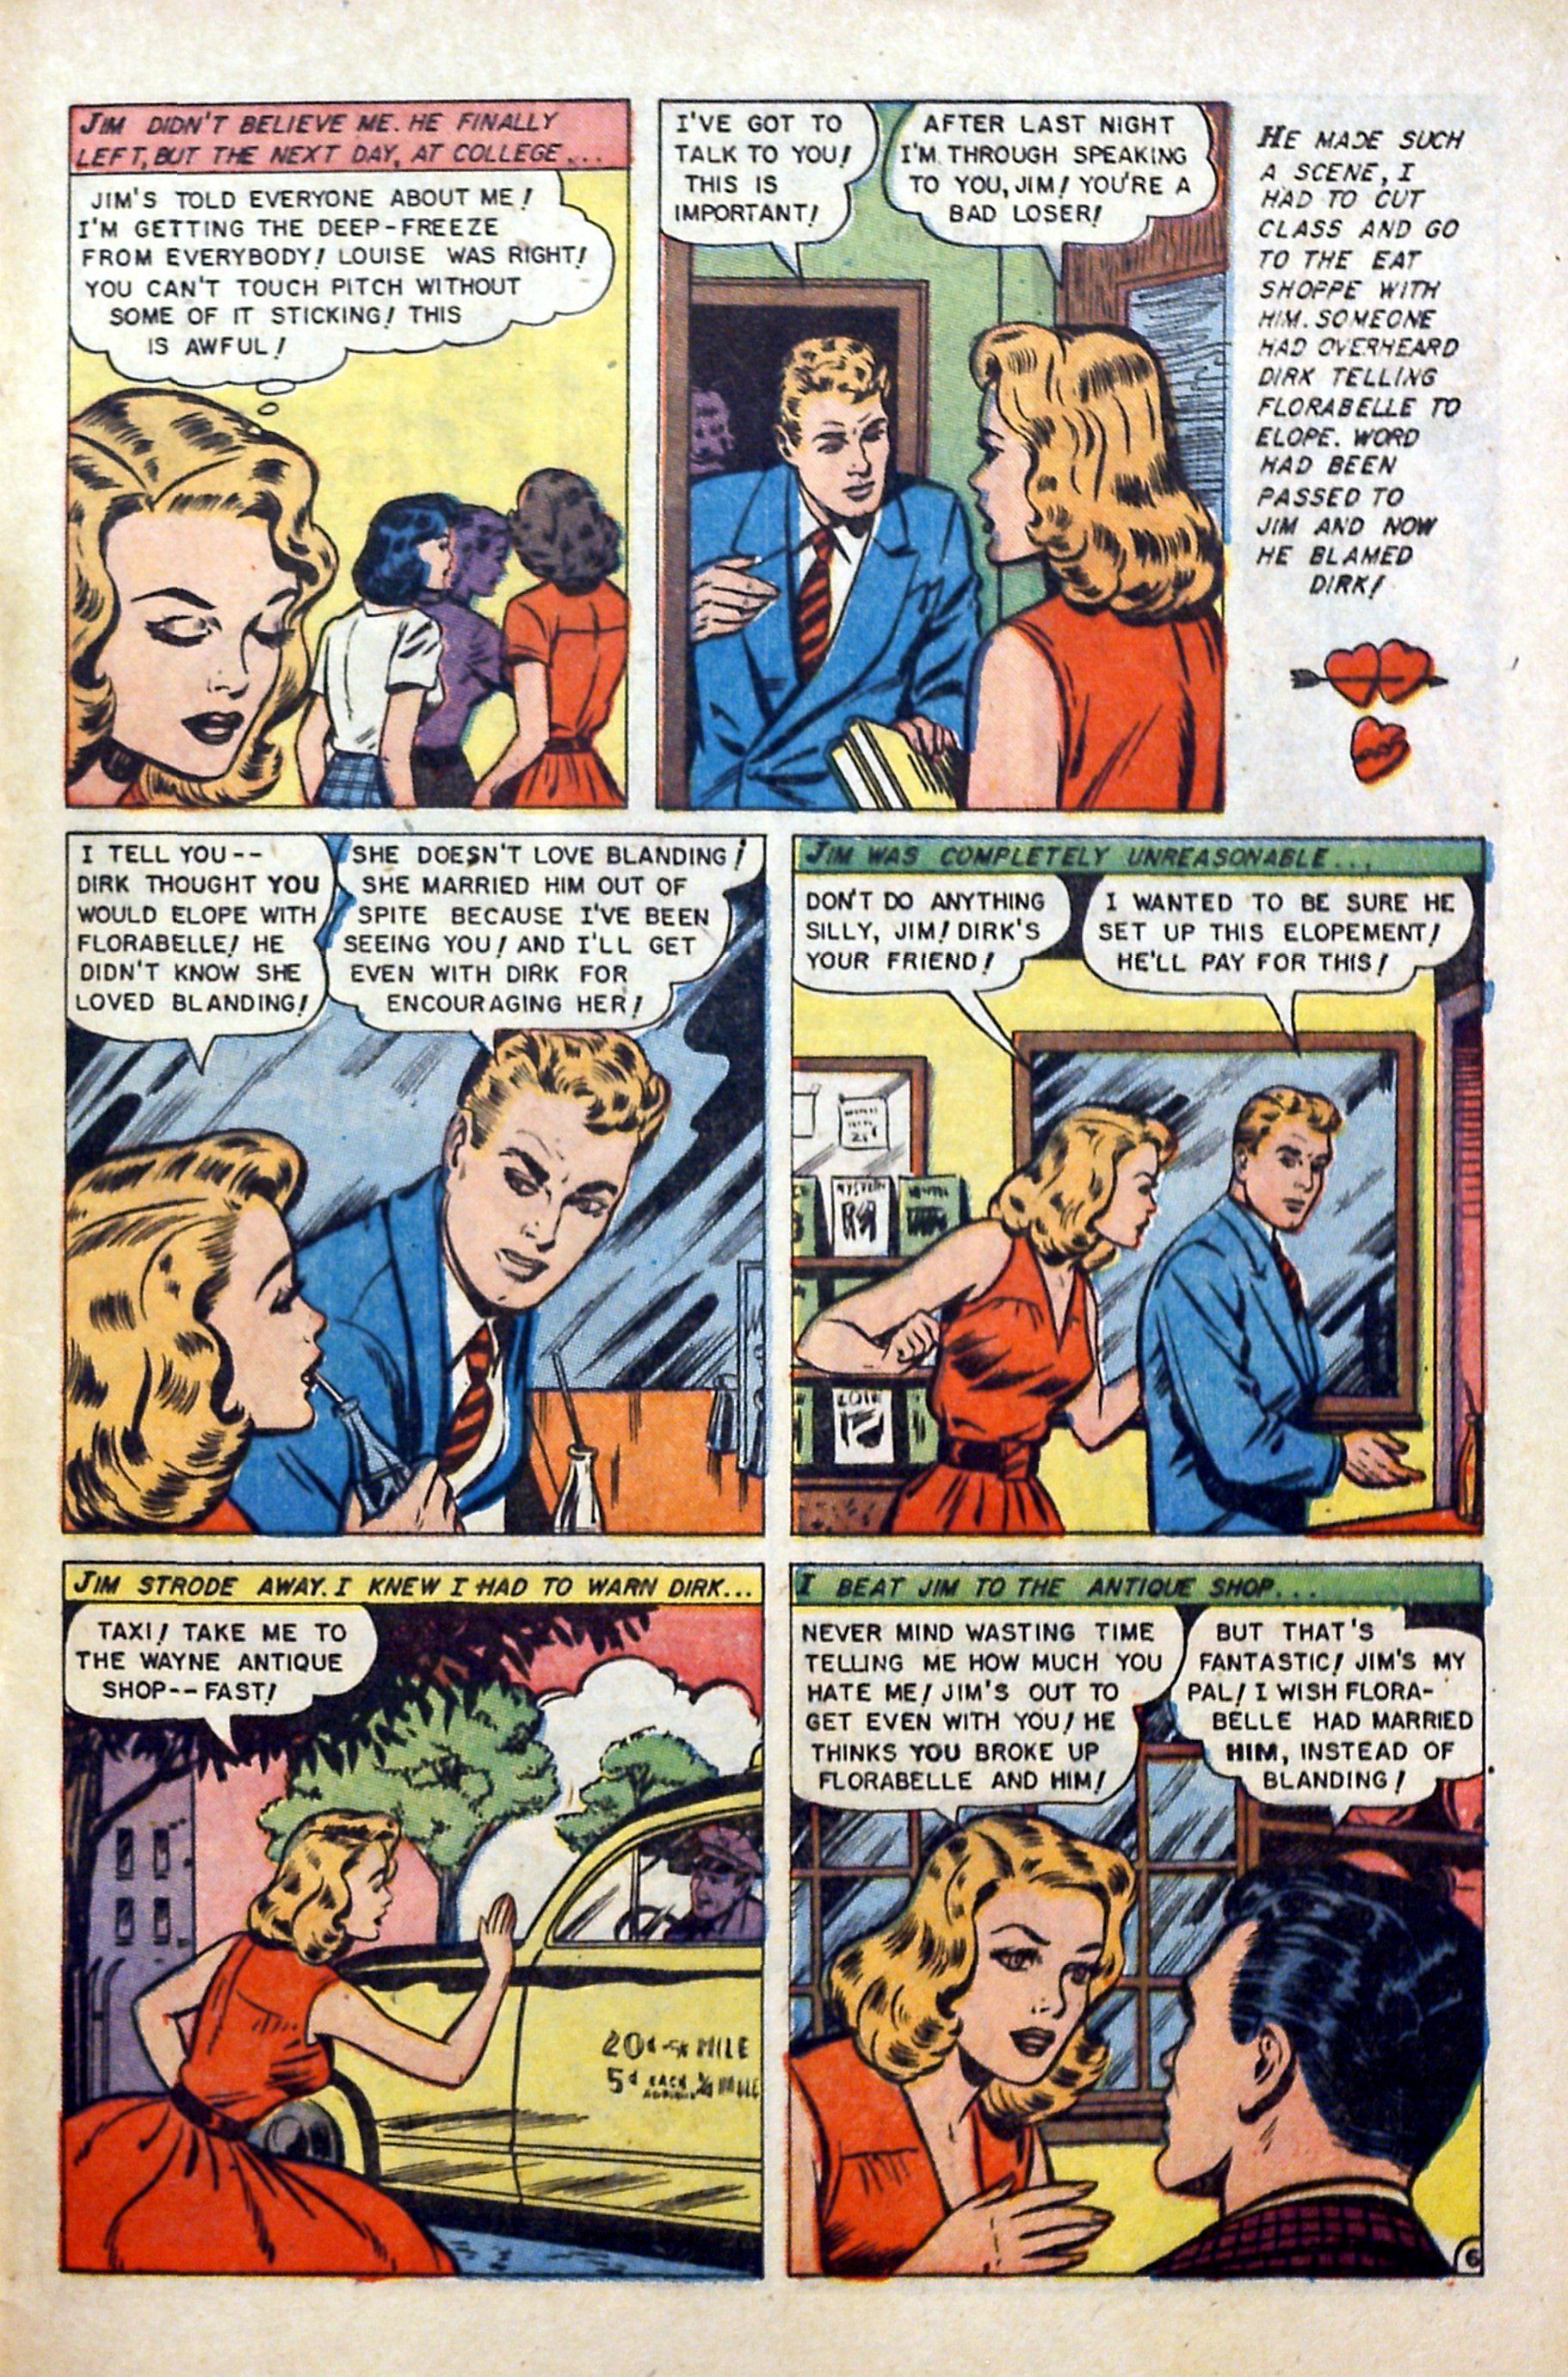 JIM DIDN'T BELIEVE ME. HE FINALLY
LEFT, BUT THE NEXT DAY, AT COLLEGE...
JIM'S TOLD EVERYONE ABOUT ME!
I'M GETTING THE DEEP-FREEZE
FROM EVERYBODY! LOUISE WAS RIGHT!
YOU CAN'T TOUCH PITCH WITHOUT
SOME OF IT STICKING! THIS
IS AWFUL!
I'VE GOT TO
TALK TO YOU!
THIS IS
IMPORTANT!
AFTER LAST NIGHT
I'M THROUGH SPEAKING
TO YOU, JIM! YOU'RE A
BAD LOSER!
HE MADE SUCH
A SCENE, I
HAD TO CUT
CLASS AND GO
TO THE EAT
SHOPPE WITH
HIM. SOMEONE
HAD OVERHEARD
DIRK TELLING
FLORABELLE TO
ELOPE. WORD
HAD BEEN
PASSED TO
JIM AND NOW
HE BLAMED
DIRK!
I TELL YOU--
DIRK THOUGHT YOU
WOULD ELOPE WITH
FLORABELLE! HE
DIDN'T KNOW SHE
LOVED BLANDING!
SHE DOESN'T LOVE BLANDING!
SHE MARRIED HIM OUT OF
SPITE BECAUSE I'VE BEEN
SEEING YOU! AND I'LL GET
EVEN WITH DIRK FOR
ENCOURAGING HER!
JIM WAS COMPLETELY UNREASONABLE...
DON'T DO ANYTHING
SILLY, JIM! DIRK'S
YOUR FRIEND!
I WANTED TO BE SURE HE
SET UP THIS ELOPEMENT!
HE'LL PAY FOR THIS!
MYSTERY
LOVE
JIM STRODE AWAY. I KNEW I HAD TO WARN DIRK...
TAXI! TAKE ME TO
THE WAYNE ANTIQUE
SHOP--FAST!
20¢ MILE
5¢ EACH
I BEAT JIM TO THE ANTIQUE SHOP...
NEVER MIND WASTING TIME
TELLING ME HOW MUCH YOU
HATE ME! JIM'S OUT TO
GET EVEN WITH YOU! HE
THINKS YOU BROKE UP
FLORABELLE AND HIM!
BUT THAT'S
FANTASTIC! JIM'S MY
PAL! I WISH FLORA-
BELLE HAD MARRIED
HIM, INSTEAD OF
BLANDING!
6